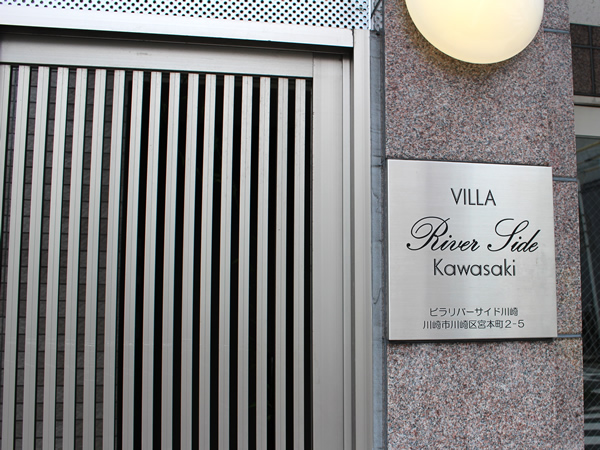 VILLA
River Side
Kawasaki
ビラリバーサイド川崎
川崎市川崎区宮本町2-5